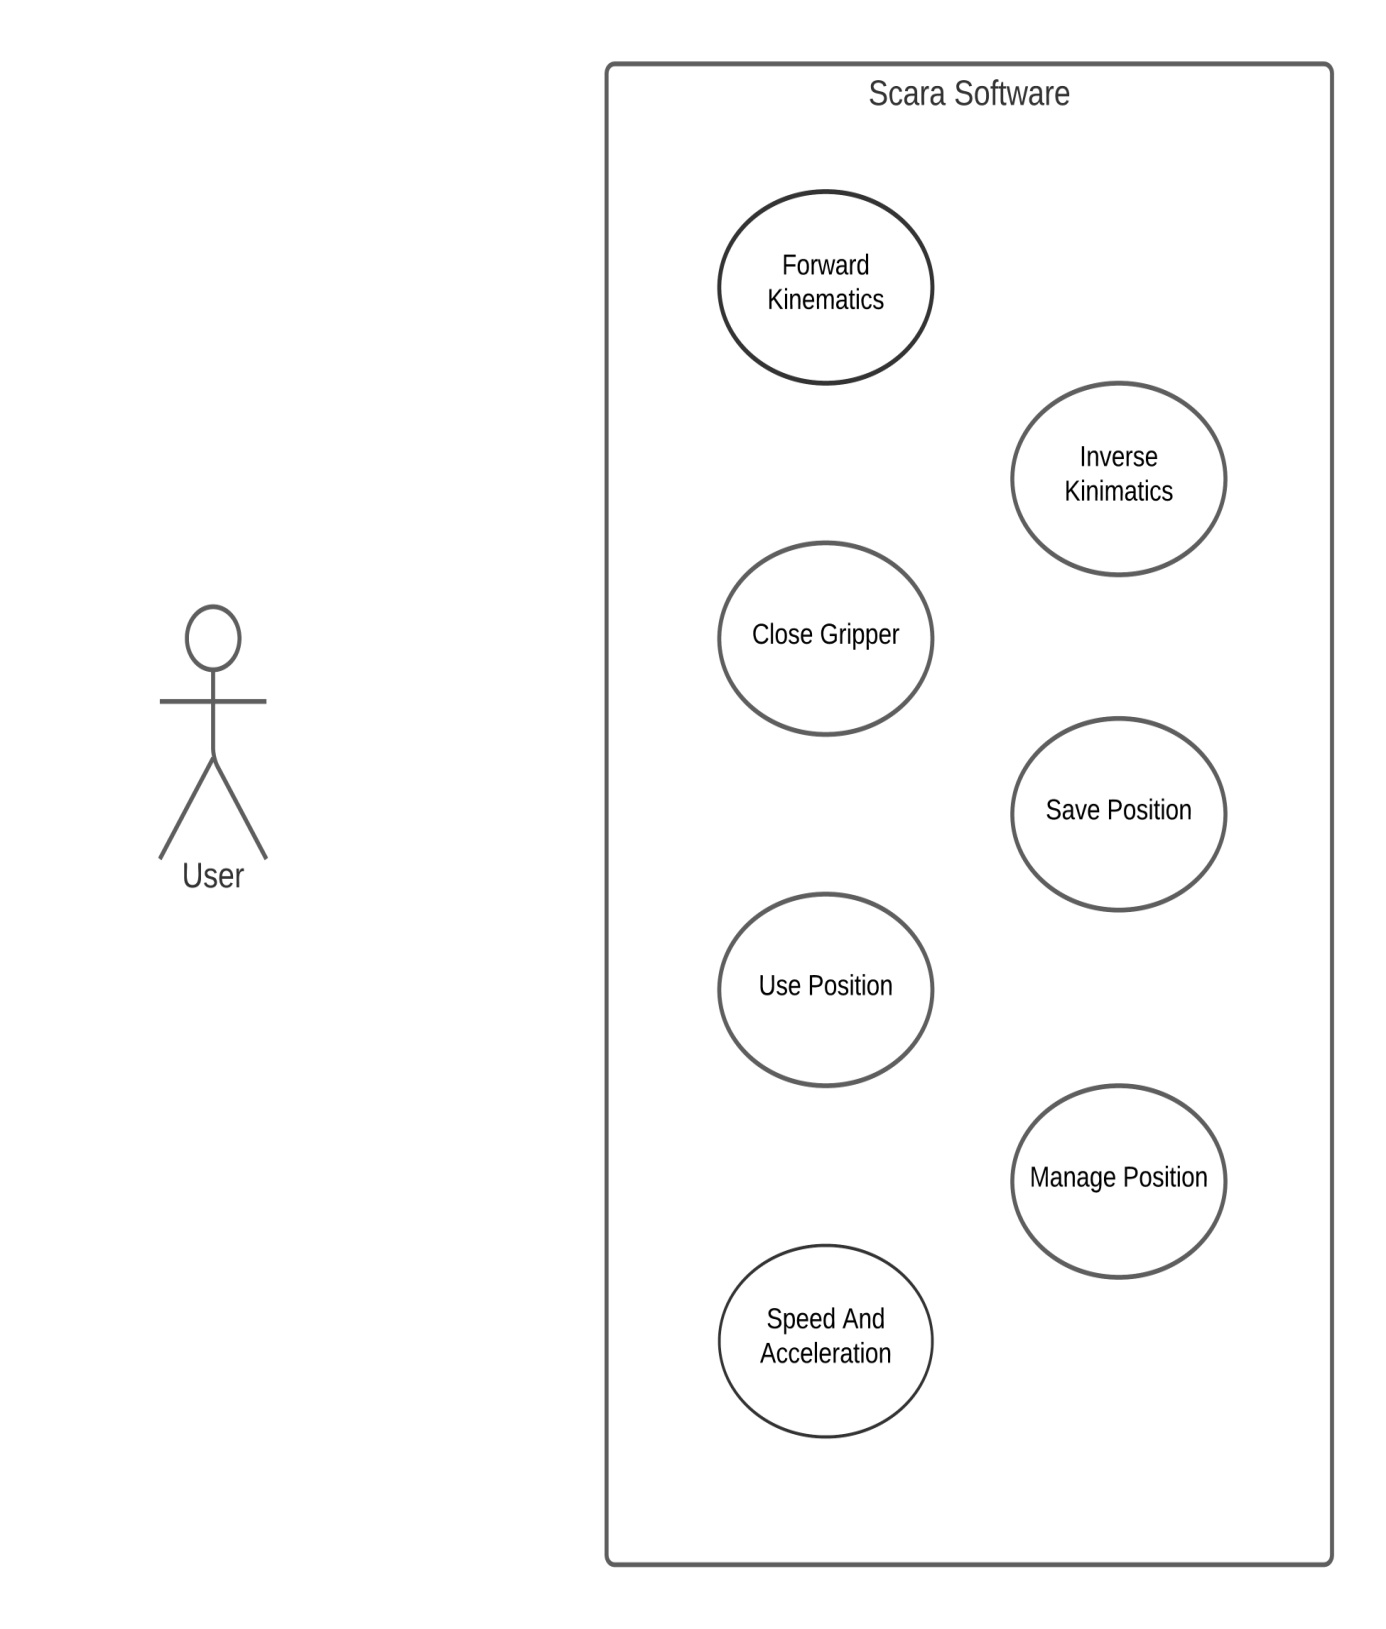 Scara Software
Forward
Kinematics
Inverse
Kinimatics
Close Gripper
Save Position
User
Use Position
Manage Position
Speed And
Acceleration